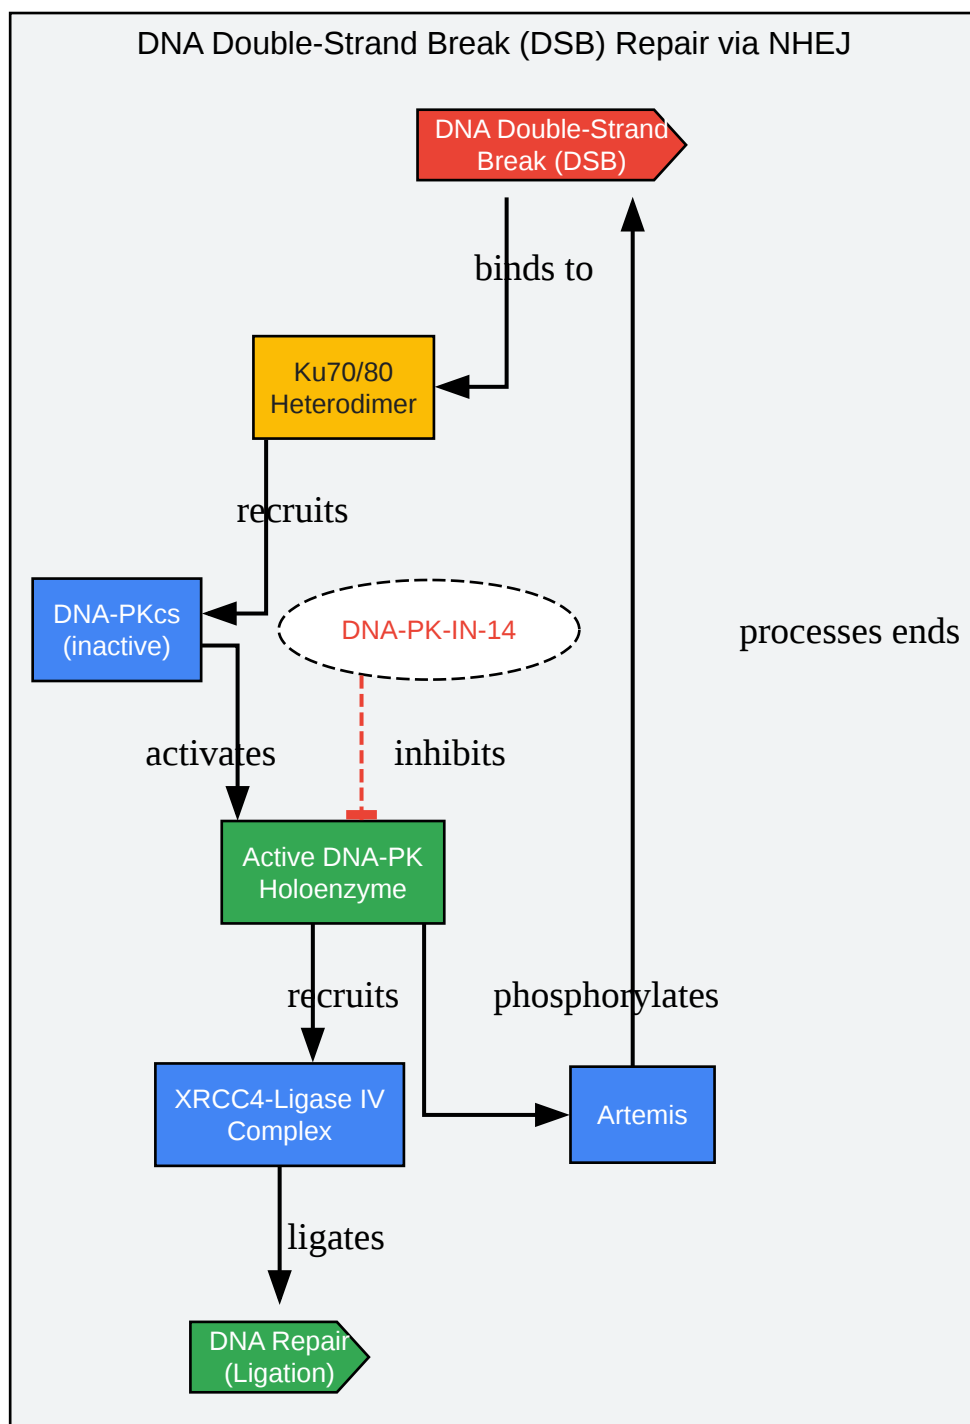 DNA Double-Strand Break (DSB) Repair via NHEJ
DNA Double-Strand
Break (DSB)
binds to
Ku70/80
Heterodimer
recruits
DNA-PKcs
(inactive)
DNA-PK-IN-14
processes ends
activates
inhibits
Active DNA-PK
Holoenzyme
recruits
phosphorylates
XRCC4-Ligase IV
Complex
Artemis
ligates
DNA Repair
(Ligation)